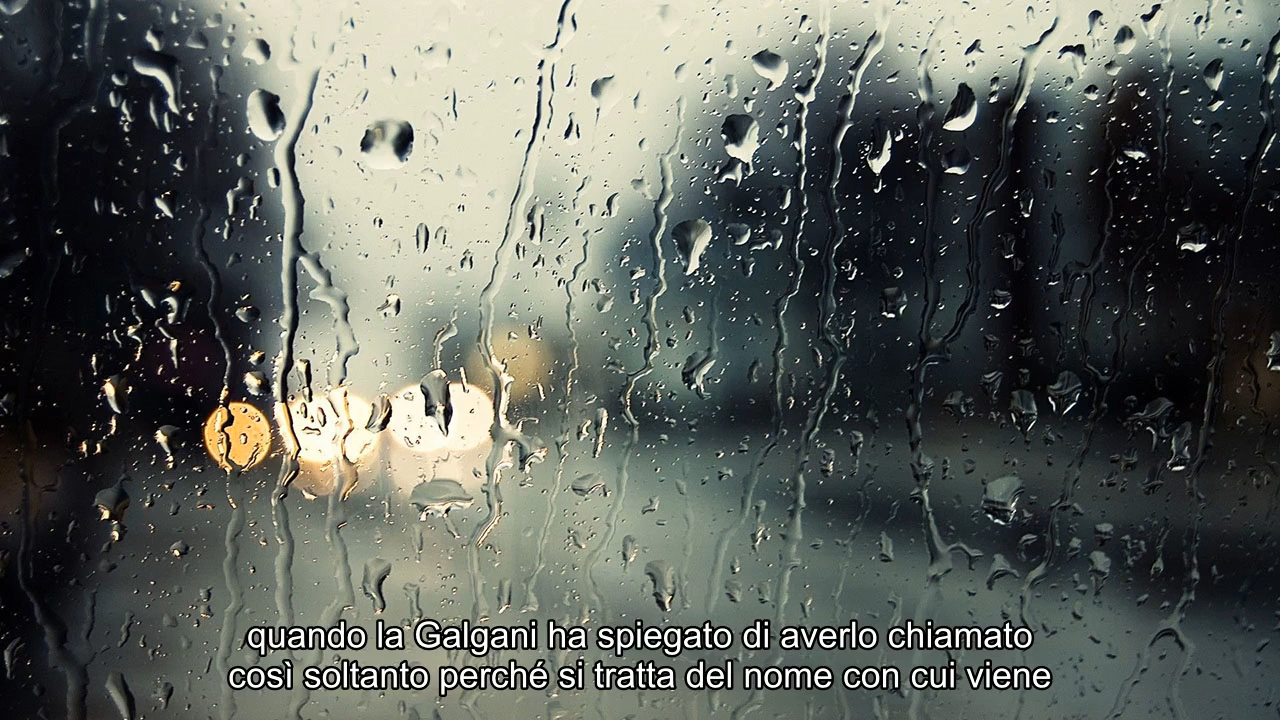 quando la Galgani ha spiegato di averlo chiamato
così soltanto perché si tratta del nome con cui viene